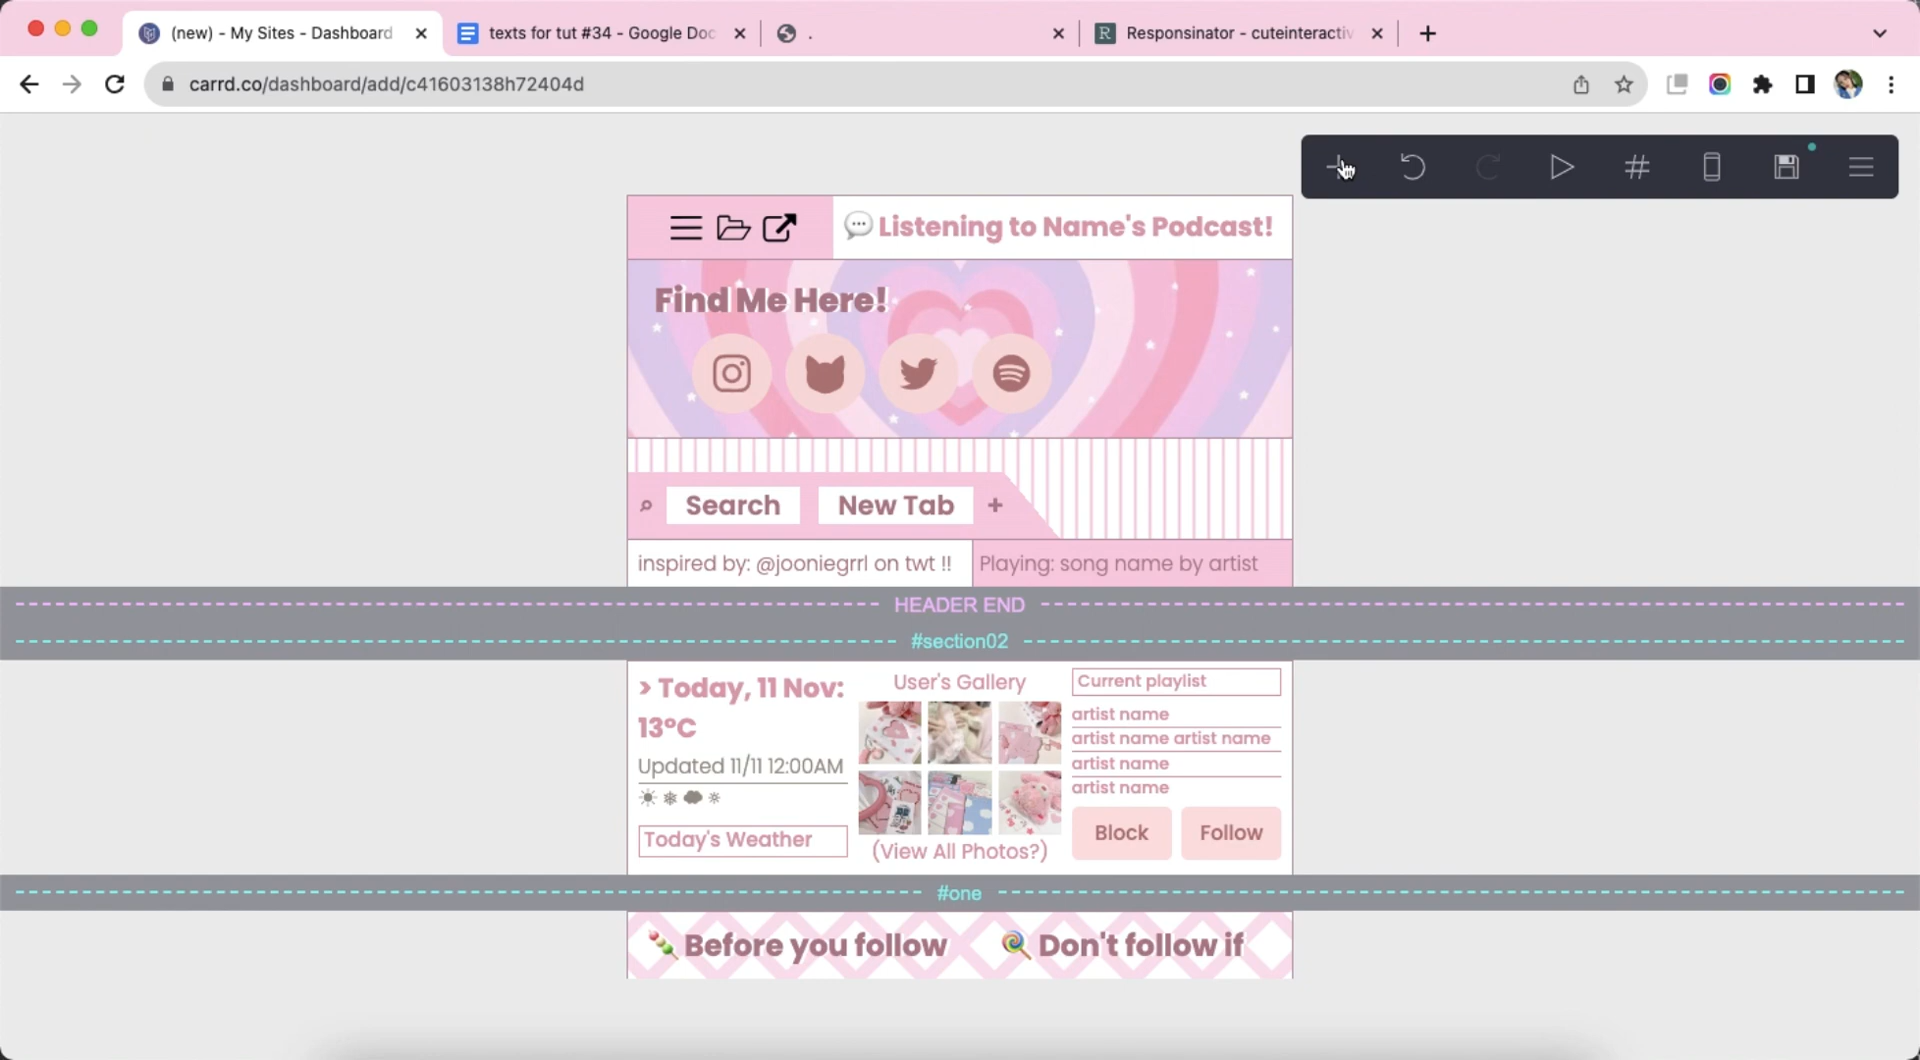 (new) - My Sites - Dashboard
texts for tut #34 - Google Doc
.
Responsinator - cuteinteractiv
carrd.co/dashboard/add/c41603138h72404d
Listening to Name's Podcast!
Find Me Here!
Search
New Tab
+
inspired by: @jooniegrrl on twt !!
Playing: song name by artist
HEADER END
#section02
> Today, 11 Nov:
13°C
Updated 11/11 12:00AM
Today's Weather
User's Gallery
(View All Photos?)
Current playlist
artist name
artist name artist name
artist name
artist name
Block
Follow
#one
Before you follow
Don't follow if